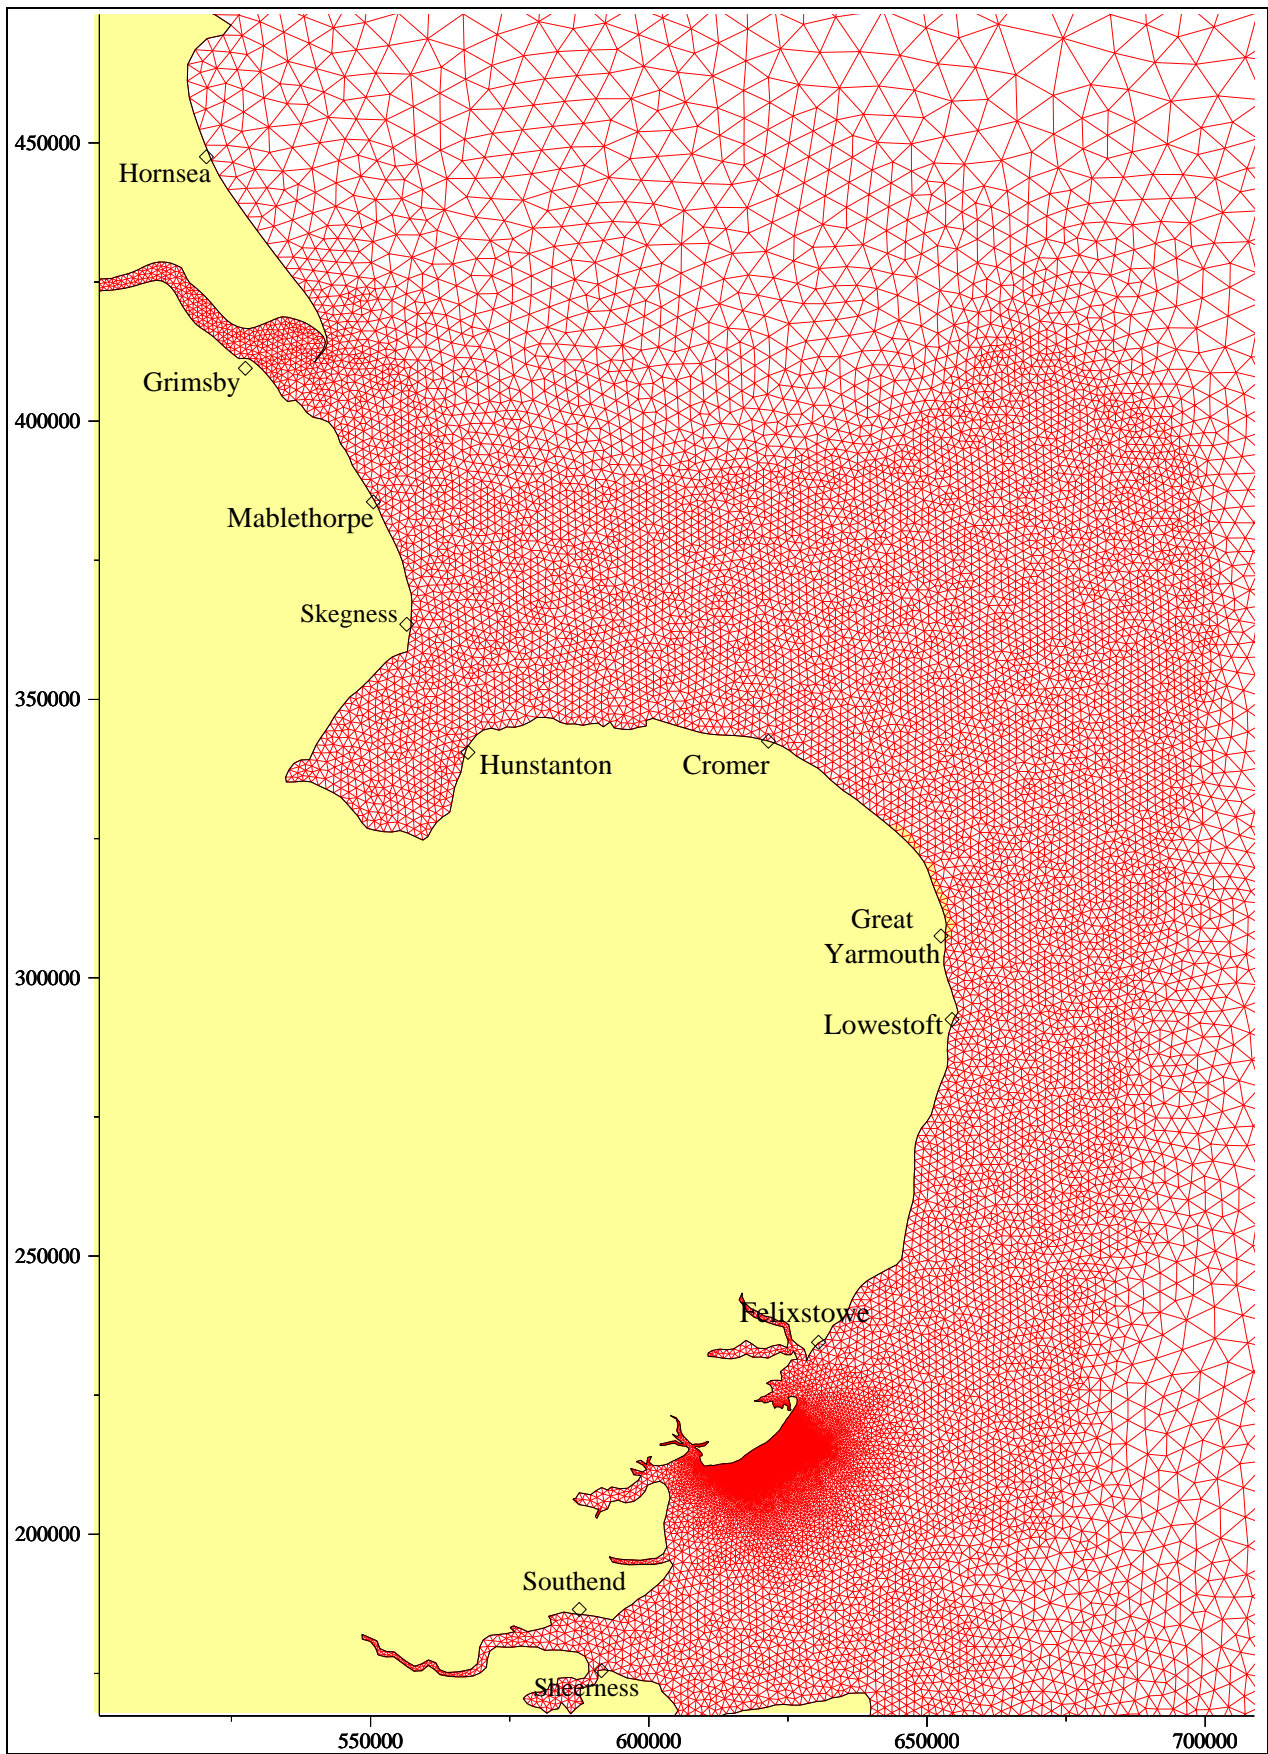 450000
Hornsea
Grimsby
400000
Mablethorpe
Skegness
350000
Hunstanton
Cromer
Great
Yarmouth
300000
Lowestoft
250000
Felixstowe
200000
Southend
Sheerness
550000
600000
650000
700000